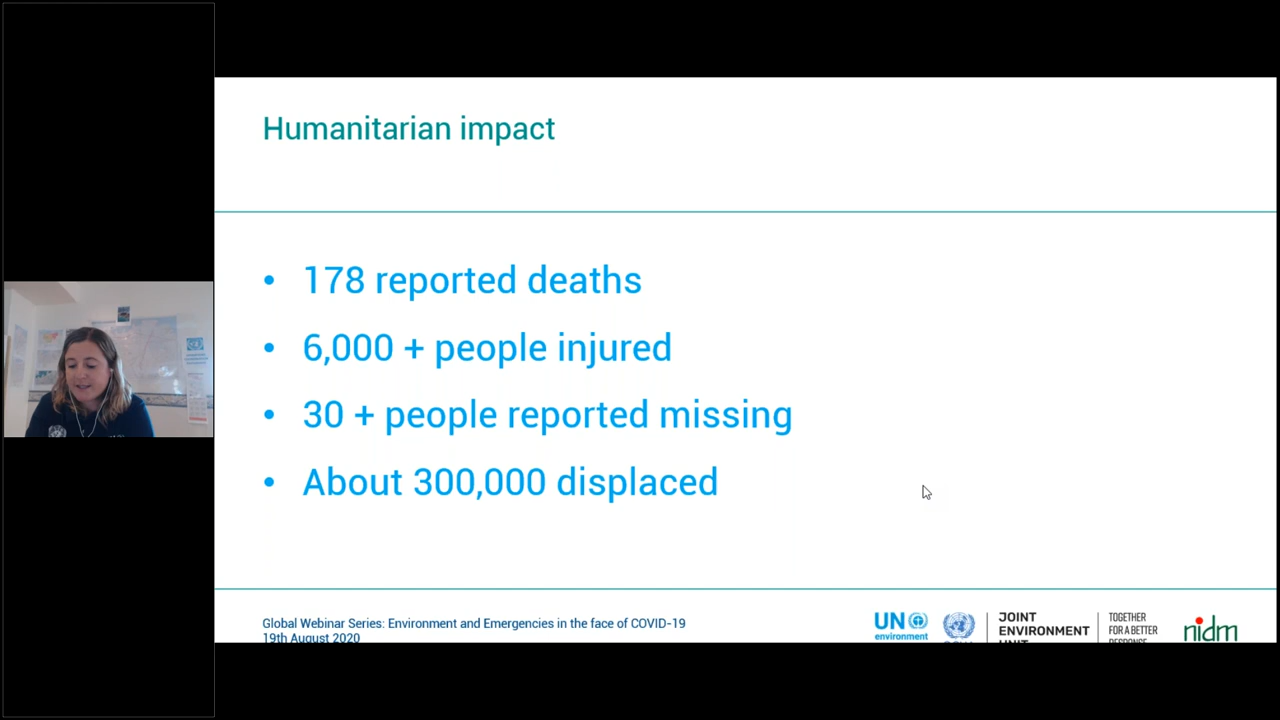 Humanitarian impact
• 178 reported deaths
• 6,000 + people injured
• 30 + people reported missing
• About 300,000 displaced
Global Webinar Series: Environment and Emergencies in the face of COVID-19
19th August 2020
UN
environment
JOINT
ENVIRONMENT
UNIT
TOGETHER
FOR A BETTER
RESPONSE
nidm